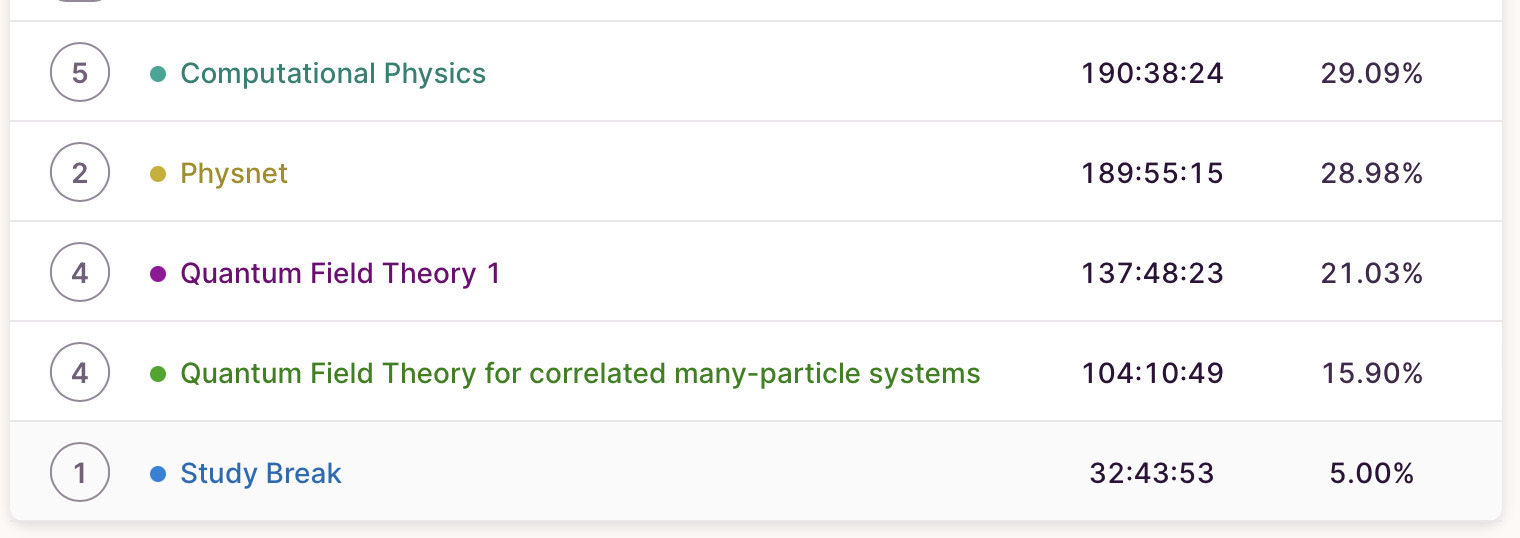 5 Computational Physics 190:38:24 29.09%
2 Physnet 189:55:15 28.98%
4 Quantum Field Theory 1 137:48:23 21.03%
4 Quantum Field Theory for correlated many-particle systems 104:10:49 15.90%
1 Study Break 32:43:53 5.00%